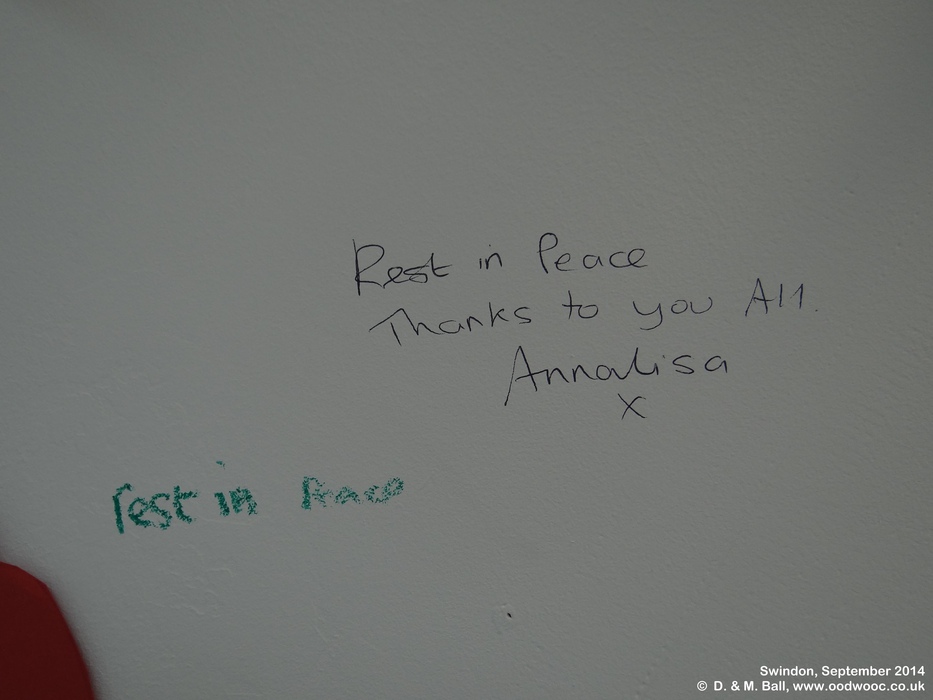 Rest in Peace
Thanks to you All.
Annalisa
x
rest in Peace
Swindon, September 2014
© D. & M. Ball, www.oodwooc.co.uk